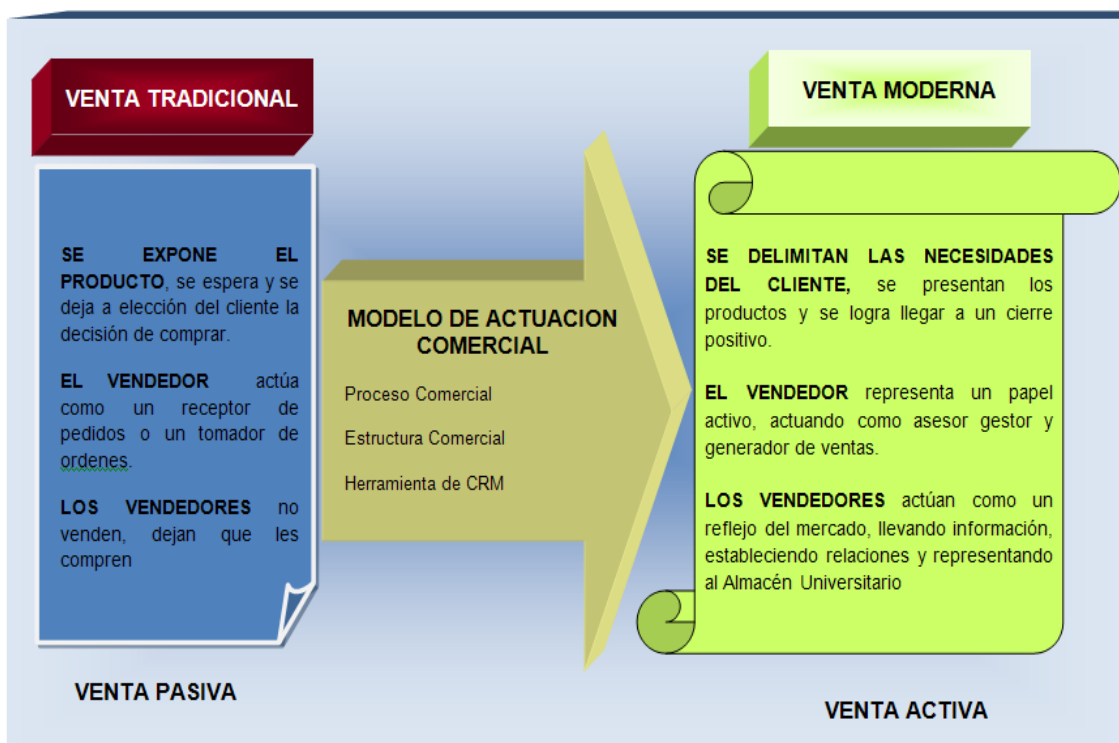 VENTA TRADICIONAL
SE EXPONE EL
PRODUCTO, se espera y se
deja a elección del cliente la
decisión de comprar.
EL VENDEDOR actúa
como un receptor de
pedidos o un tomador de
ordenes.
LOS VENDEDORES no
venden, dejan que les
compren
VENTA PASIVA
MODELO DE ACTUACION
COMERCIAL
Proceso Comercial
Estructura Comercial
Herramienta de CRM
VENTA MODERNA
SE DELIMITAN LAS NECESIDADES
DEL CLIENTE, se presentan los
productos y se logra llegar a un cierre
positivo.
EL VENDEDOR representa un papel
activo, actuando como asesor gestor y
generador de ventas.
LOS VENDEDORES actúan como un
reflejo del mercado, llevando información,
estableciendo relaciones y representando
al Almacén Universitario
VENTA ACTIVA